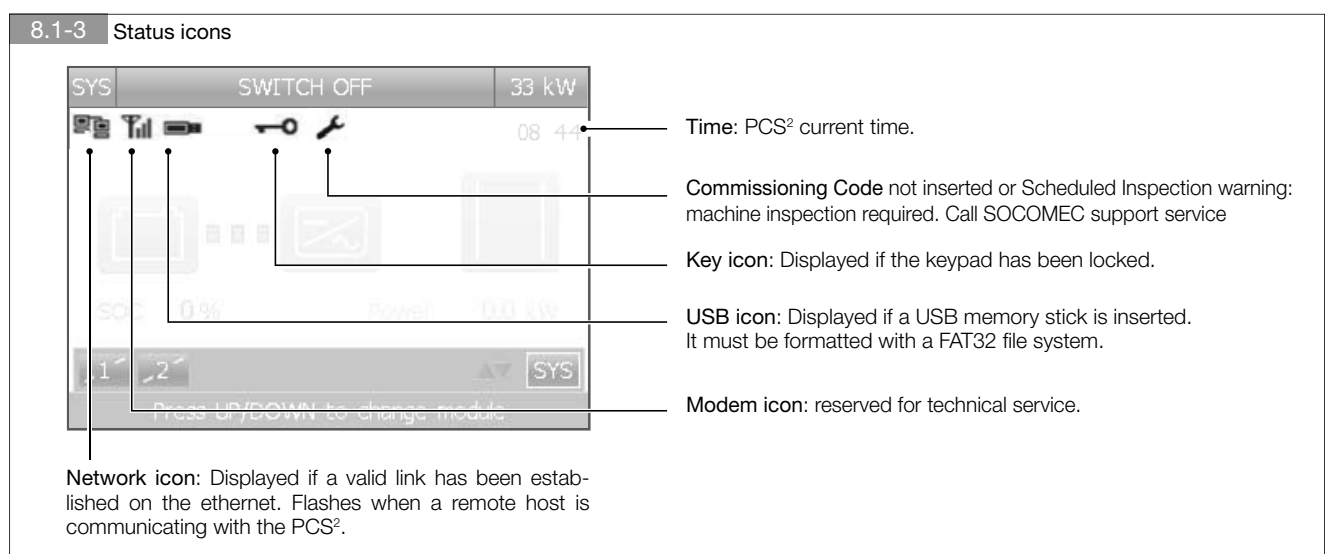 8.1-3 Status icons
SYS SWITCH OFF 33 kW
08 44
Time: PCS² current time.
Commissioning Code not inserted or Scheduled Inspection warning:
machine inspection required. Call SOCOMEC support service
Key icon: Displayed if the keypad has been locked.
SOC 0 % Power 0.0 kW
USB icon: Displayed if a USB memory stick is inserted.
It must be formatted with a FAT32 file system.
1 2 SYS
Modem icon: reserved for technical service.
Press UP/DOWN to change module
Network icon: Displayed if a valid link has been estab-
lished on the ethernet. Flashes when a remote host is
communicating with the PCS².